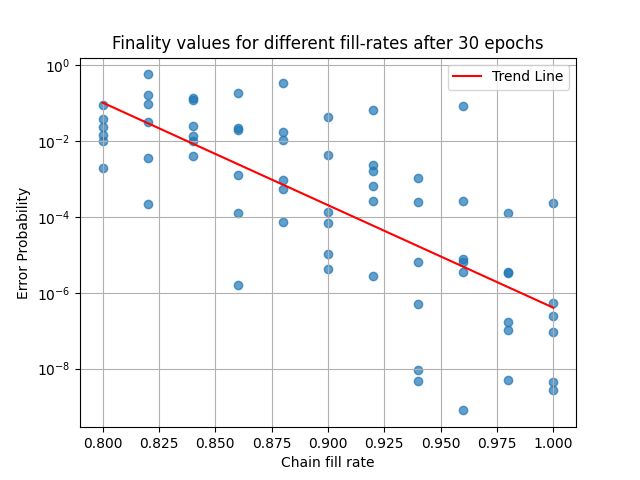 Finality values for different fill-rates after 30 epochs
Trend Line
Error Probability
10⁰
10⁻²
10⁻⁴
10⁻⁶
10⁻⁸
0.800 0.825 0.850 0.875 0.900 0.925 0.950 0.975 1.000
Chain fill rate